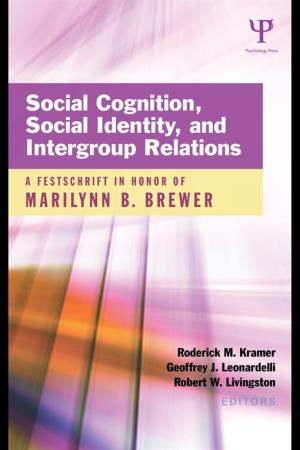 Psychology Press
Social Cognition,
Social Identity, and
Intergroup Relations
A FESTSCHRIFT IN HONOR OF
MARILYNN B. BREWER
Roderick M. Kramer
Geoffrey J. Leonardelli
Robert W. Livingston
EDITORS